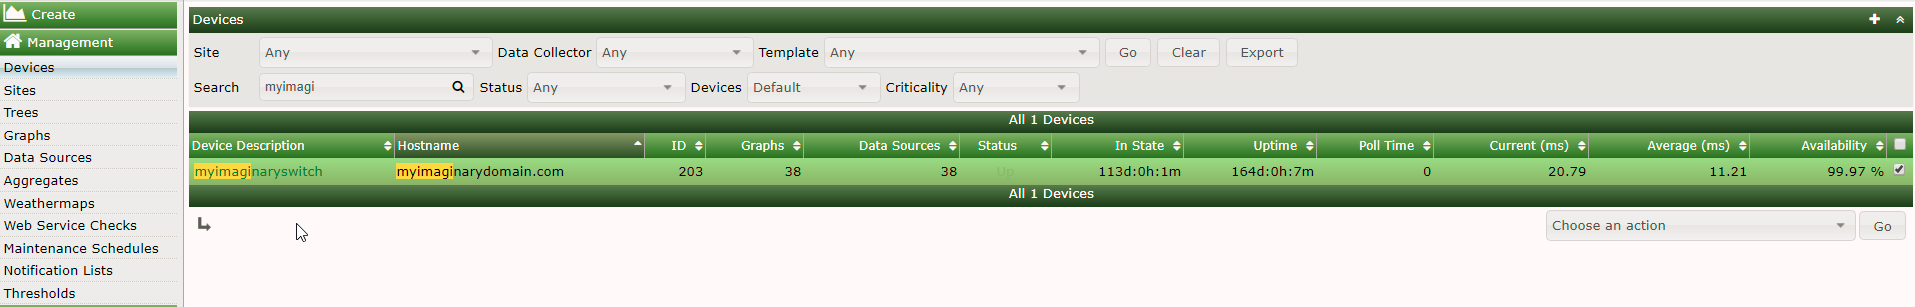 Create
Management
Devices
Sites
Trees
Graphs
Data Sources
Aggregates
Weathermaps
Web Service Checks
Maintenance Schedules
Notification Lists
Thresholds
Devices
Site Any Data Collector Any Template Any Go Clear Export
Search myimagi Status Any Devices Default Criticality Any
All 1 Devices
Device Description Hostname ID Graphs Data Sources Status In State Uptime Poll Time Current (ms) Average (ms) Availability
myimaginaryswitch myimaginarydomain.com 203 38 38 Up 113d:0h:1m 164d:0h:7m 0 20.79 11.21 99.97 %
All 1 Devices
Choose an action Go